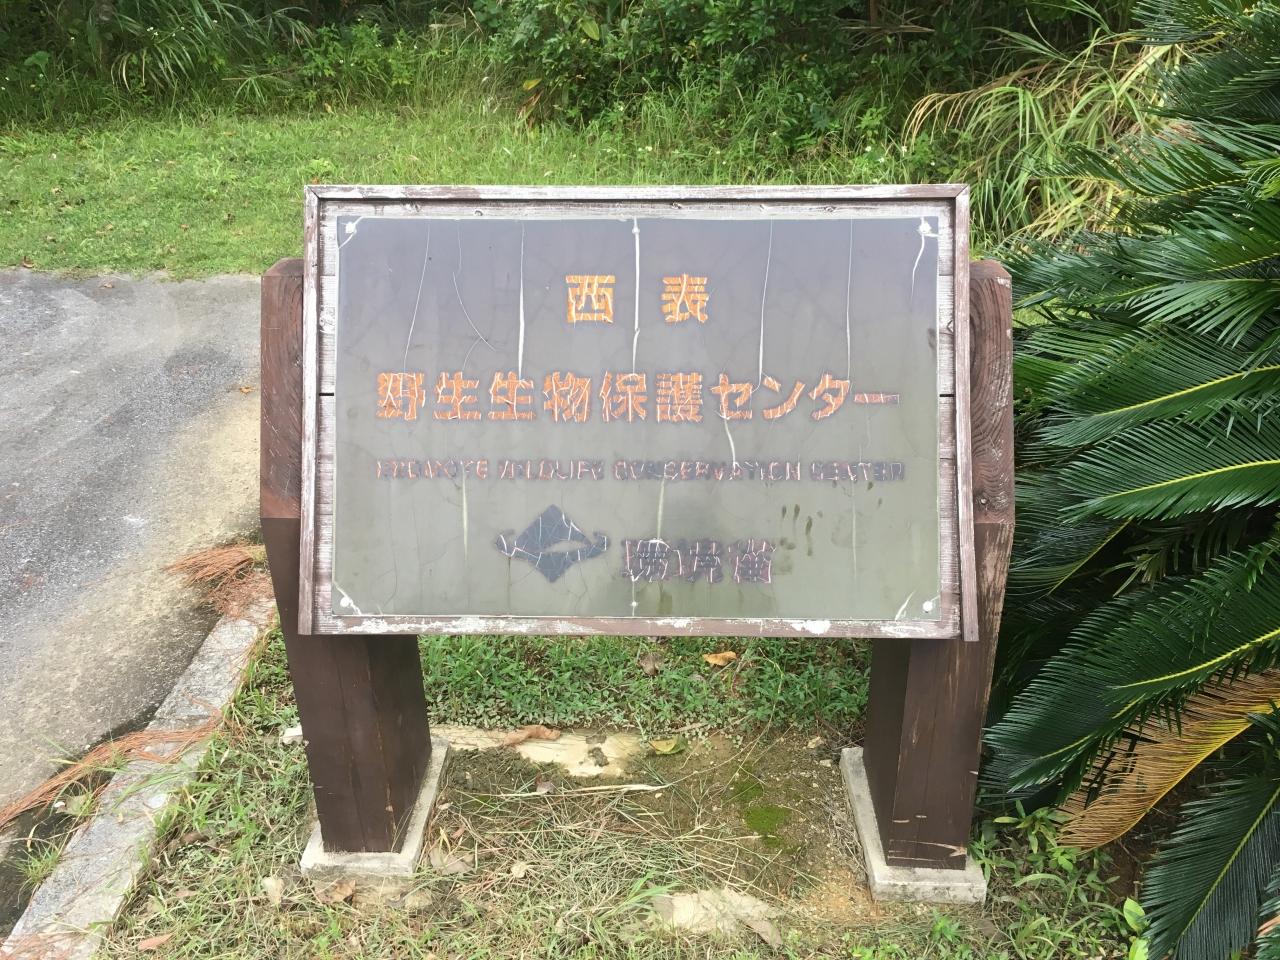 西表
野生生物保護センター
IRIOMOTE WILDLIFE CONSERVATION CENTER
環境省